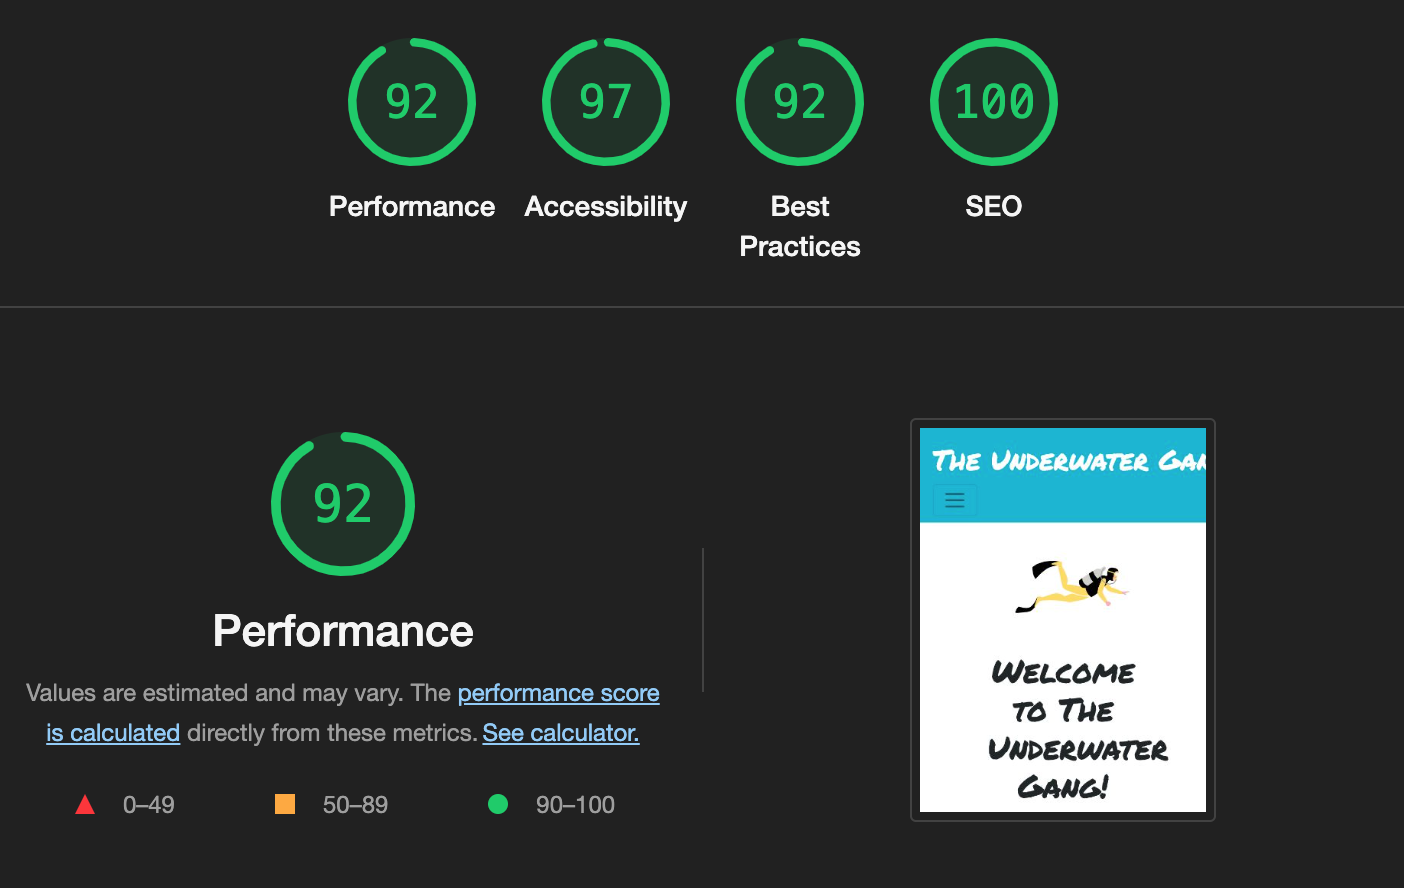 92
97
92
100
Performance
Accessibility
Best
Practices
SEO
92
Performance
Values are estimated and may vary. The performance score
is calculated directly from these metrics. See calculator.
0–49
50–89
90–100
The Underwater Gan
Welcome
to The
Underwater
Gang!